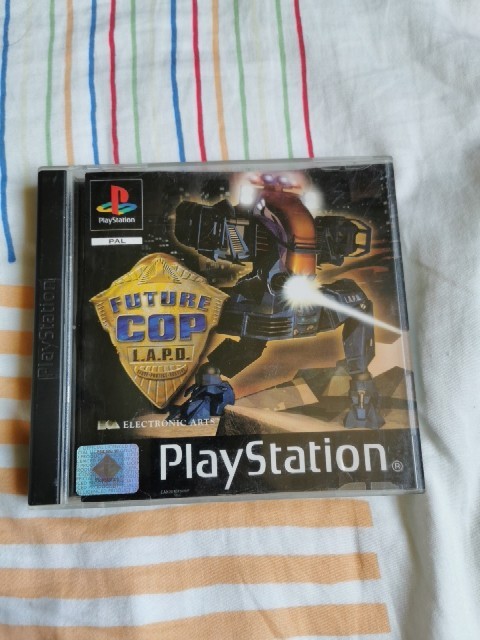 PlayStation
PlayStation
PAL
FUTURE
COP
L.A.P.D.
ELECTRONIC ARTS
PlayStation®